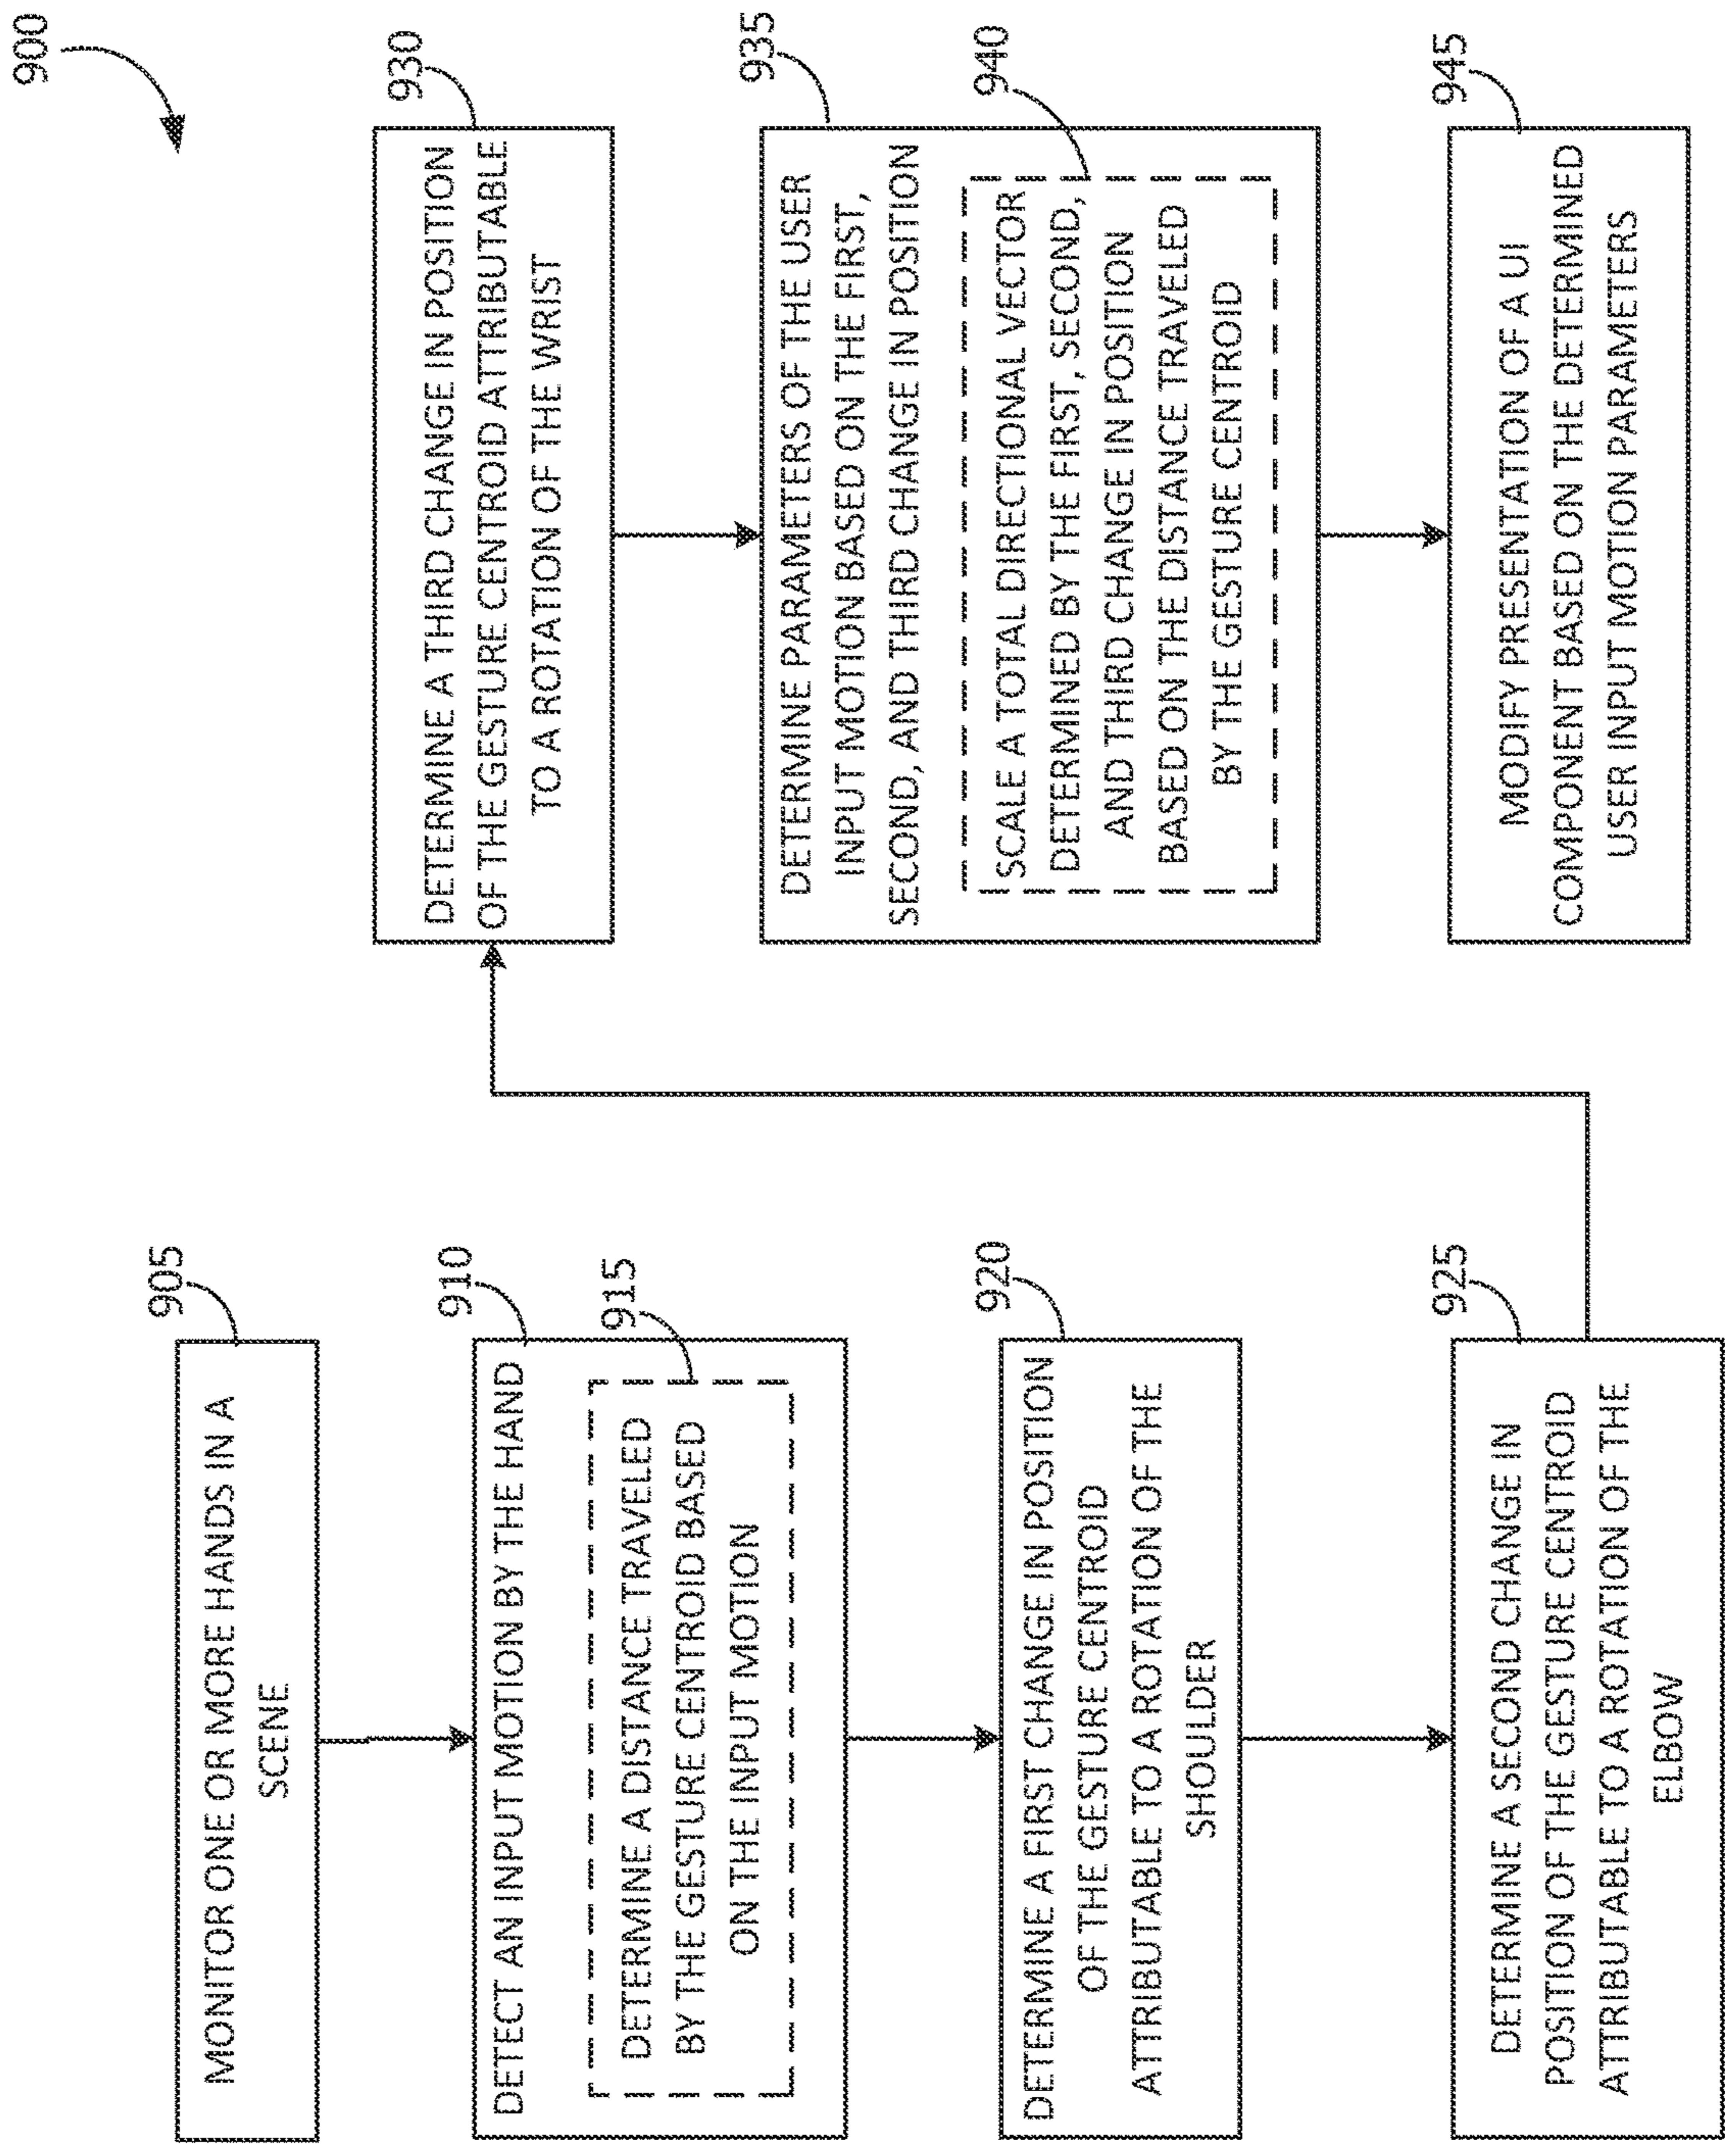 900
905
MONITOR ONE OR MORE HANDS IN A
SCENE
910
DETECT AN INPUT MOTION BY THE HAND
915
DETERMINE A DISTANCE TRAVELED
BY THE GESTURE CENTROID BASED
ON THE INPUT MOTION
920
DETERMINE A FIRST CHANGE IN POSITION
OF THE GESTURE CENTROID
ATTRIBUTABLE TO A ROTATION OF THE
SHOULDER
925
DETERMINE A SECOND CHANGE IN
POSITION OF THE GESTURE CENTROID
ATTRIBUTABLE TO A ROTATION OF THE
ELBOW
930
DETERMINE A THIRD CHANGE IN POSITION
OF THE GESTURE CENTROID ATTRIBUTABLE
TO A ROTATION OF THE WRIST
935
DETERMINE PARAMETERS OF THE USER
INPUT MOTION BASED ON THE FIRST,
SECOND, AND THIRD CHANGE IN POSITION
940
SCALE A TOTAL DIRECTIONAL VECTOR
DETERMINED BY THE FIRST, SECOND,
AND THIRD CHANGE IN POSITION
BASED ON THE DISTANCE TRAVELED
BY THE GESTURE CENTROID
945
MODIFY PRESENTATION OF A UI
COMPONENT BASED ON THE DETERMINED
USER INPUT MOTION PARAMETERS